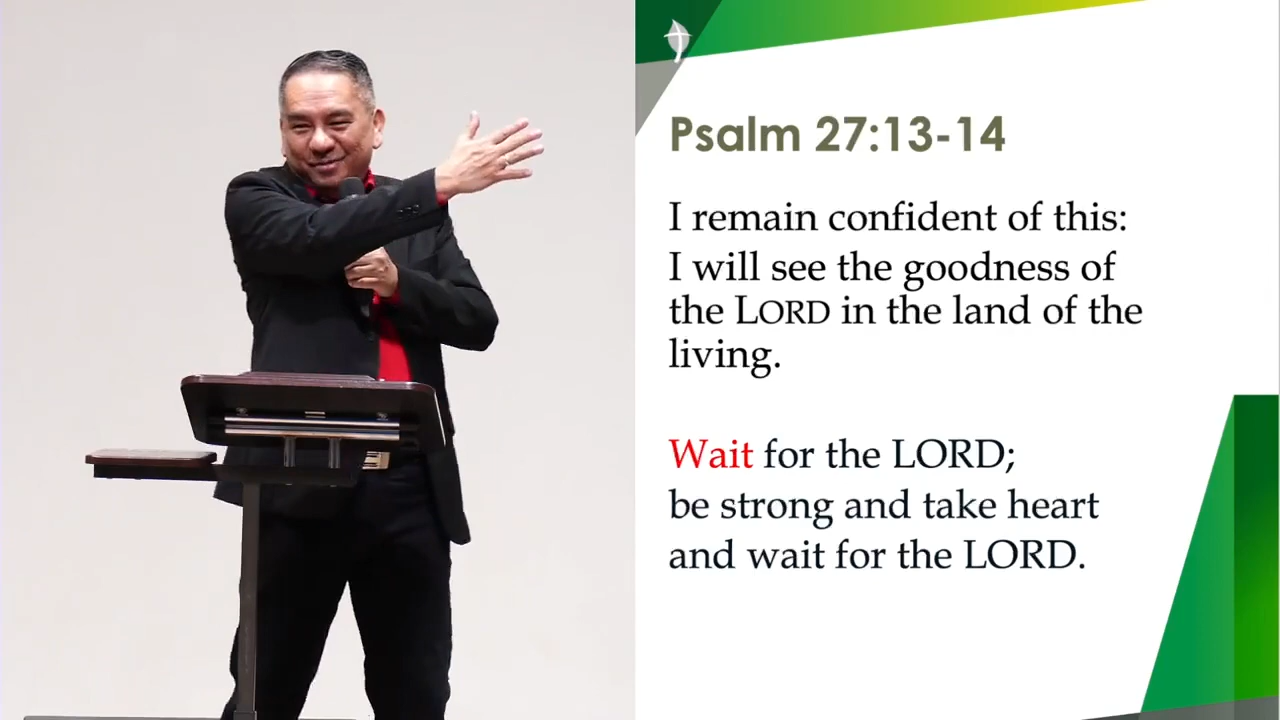 Psalm 27:13-14
I remain confident of this:
I will see the goodness of
the LORD in the land of the
living.
Wait for the LORD;
be strong and take heart
and wait for the LORD.